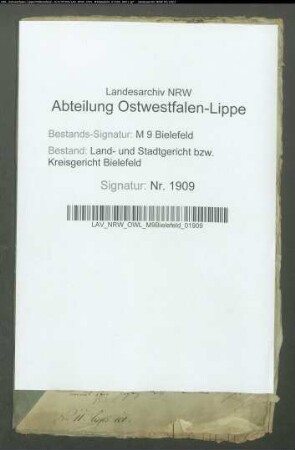 Landesarchiv NRW
Abteilung Ostwestfalen-Lippe
Bestands-Signatur: M 9 Bielefeld
Bestand: Land- und Stadtgericht bzw.
Kreisgericht Bielefeld
Signatur: Nr. 1909
LAV_NRW_OWL_M9Bielefeld_01909